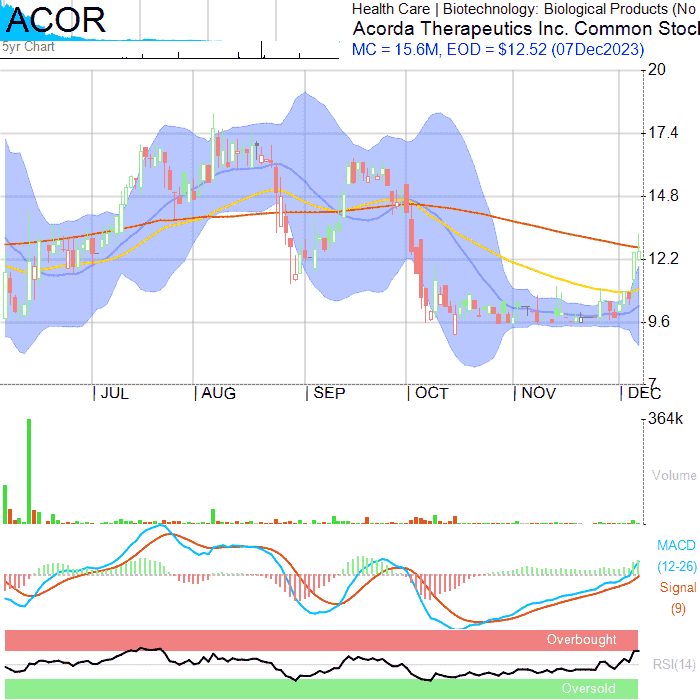 ACOR
5yr Chart
Health Care | Biotechnology: Biological Products (No
Acorda Therapeutics Inc. Common Stoc
MC = 15.6M, EOD = $12.52 (07Dec2023)
20
17.4
14.8
12.2
9.6
7
JUL
AUG
SEP
OCT
NOV
DEC
364k
Volume
MACD
(12-26)
Signal
(9)
Overbought
RSI(14)
Oversold